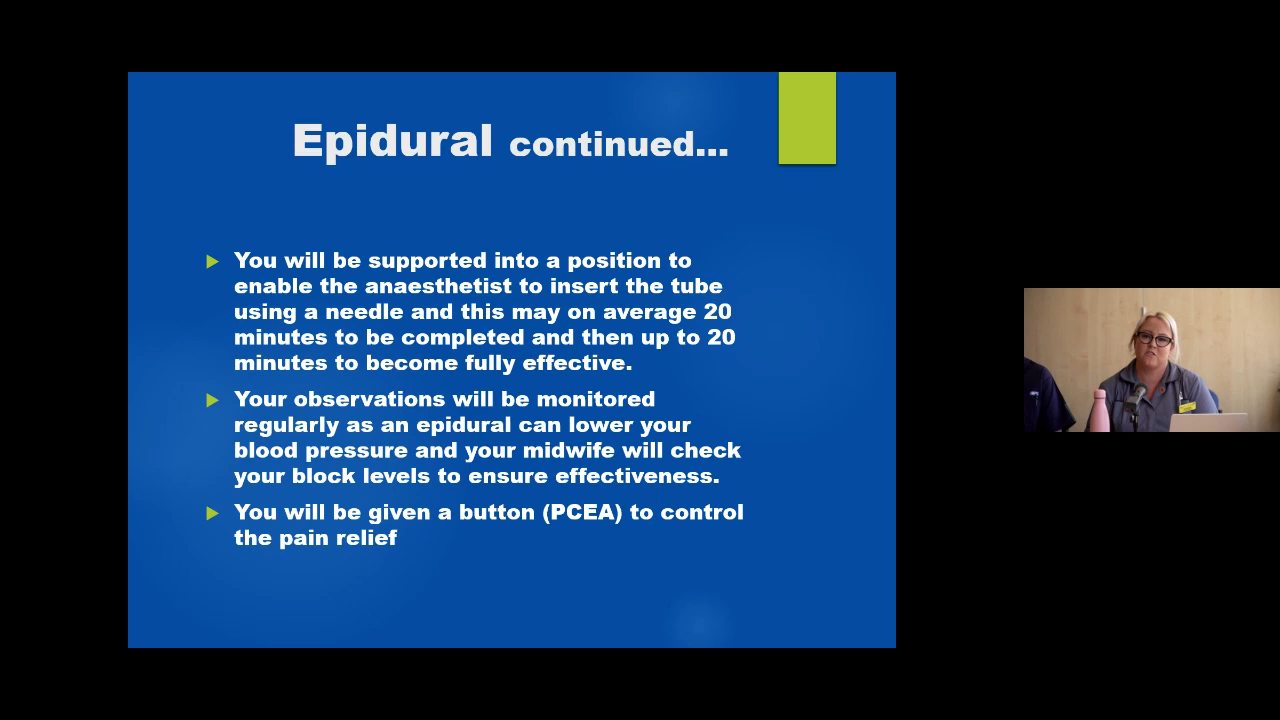 Epidural continued...
You will be supported into a position to
enable the anaesthetist to insert the tube
using a needle and this may on average 20
minutes to be completed and then up to 20
minutes to become fully effective.
Your observations will be monitored
regularly as an epidural can lower your
blood pressure and your midwife will check
your block levels to ensure effectiveness.
You will be given a button (PCEA) to control
the pain relief